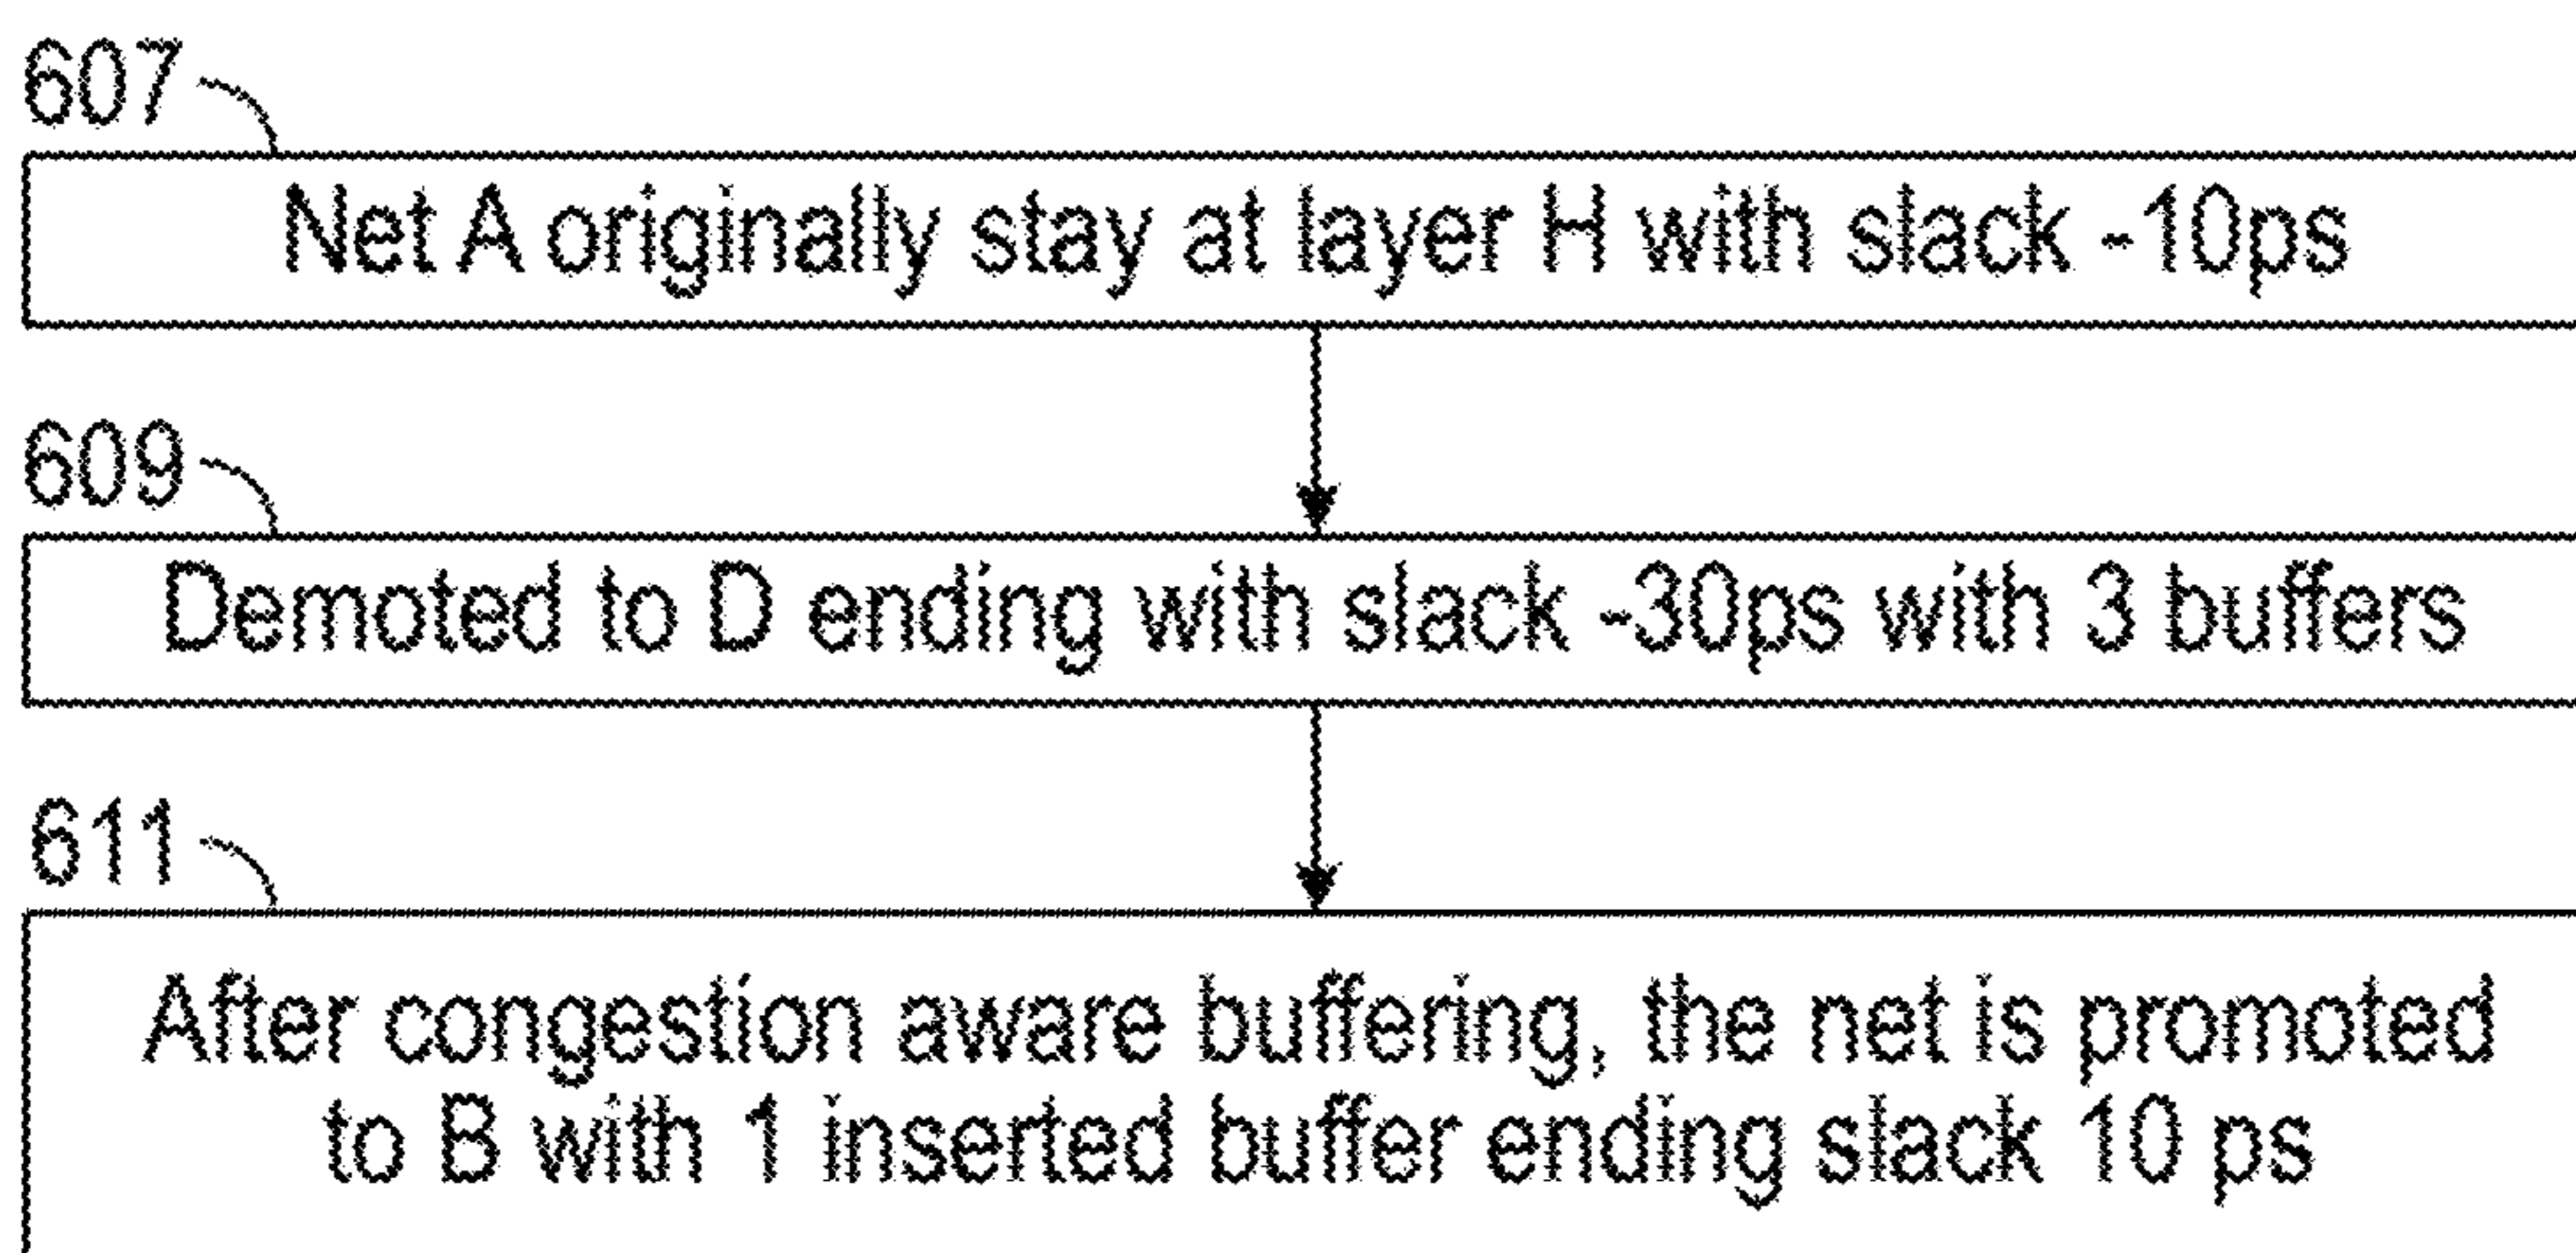 607
Net A originally stay at layer H with slack -10ps
609
Demoted to D ending with slack -30ps with 3 buffers
611
After congestion aware buffering, the net is promoted
to B with 1 inserted buffer ending slack 10 ps